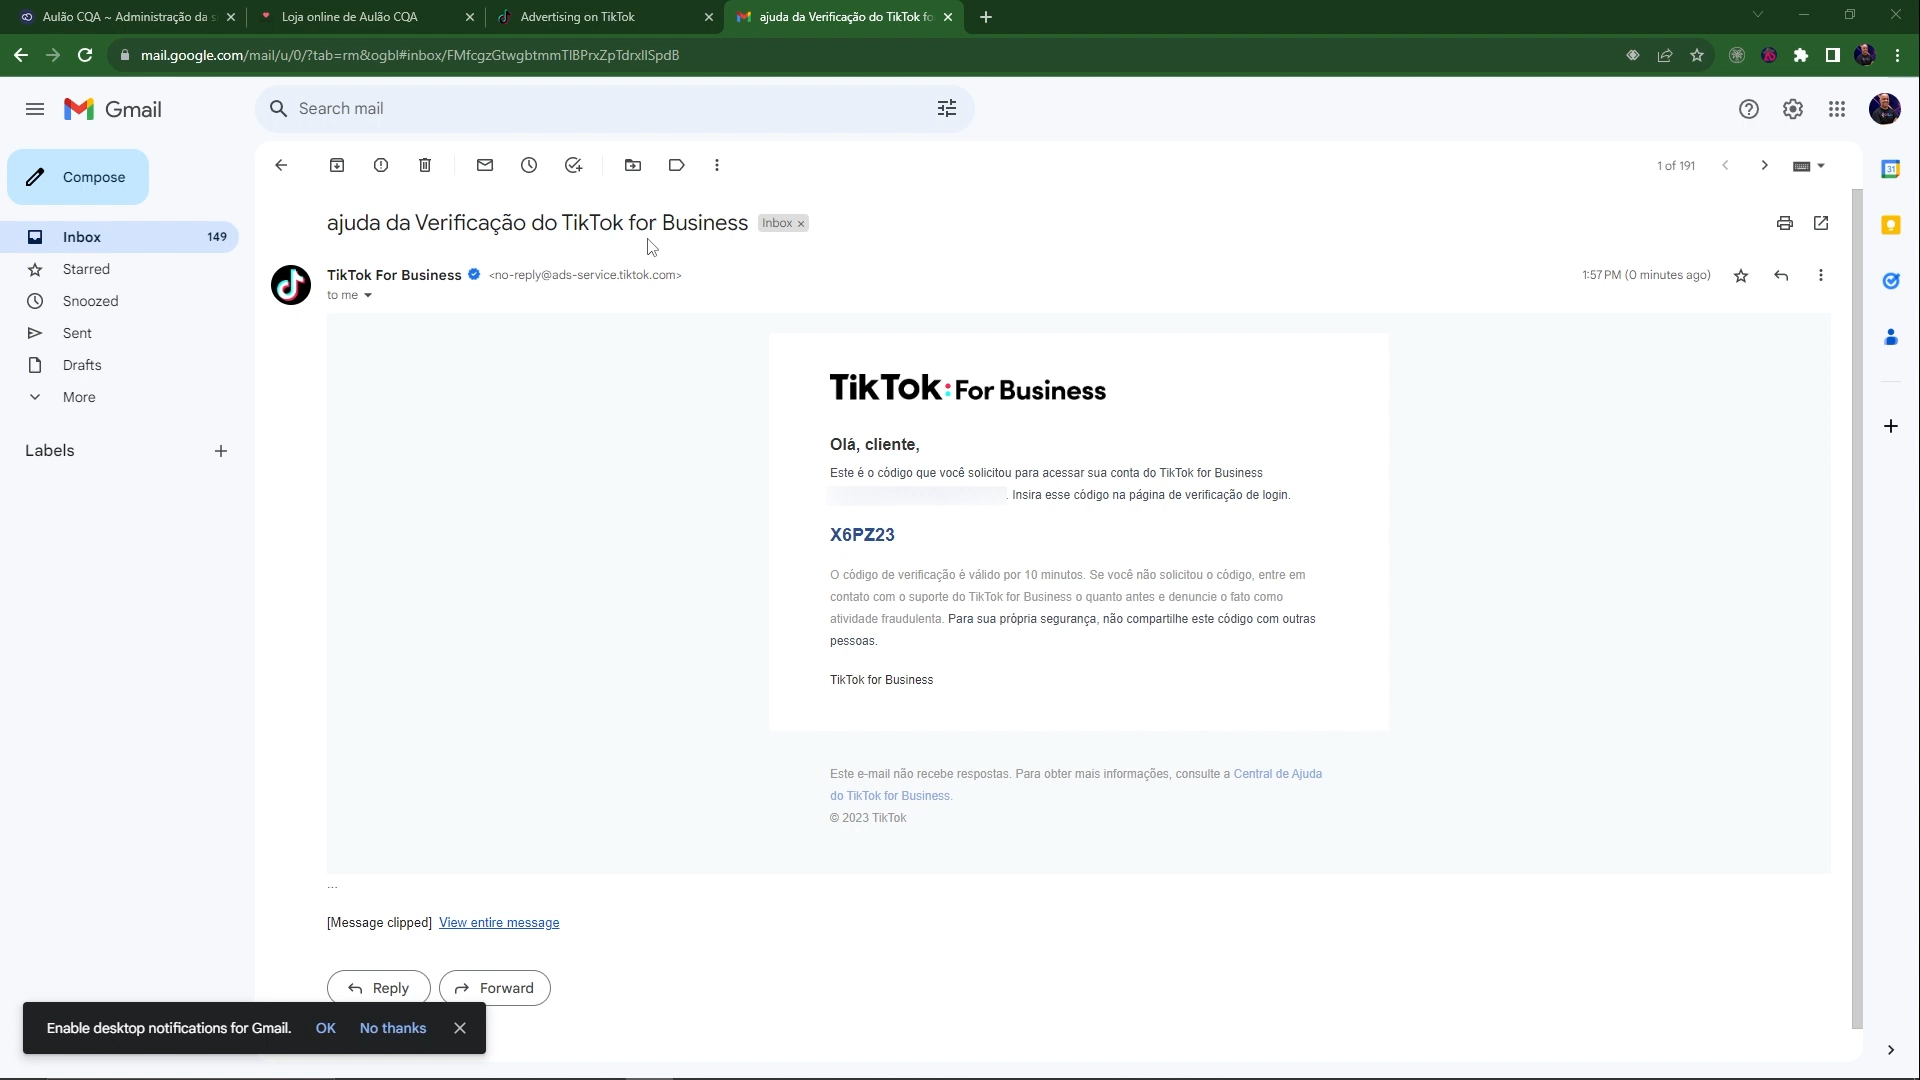 Aulão CQA ~ Administração da s
Loja online de Aulão CQA
Advertising on TikTok
ajuda da Verificação do TikTok fo
mail.google.com/mail/u/0/?tab=rm&ogbl#inbox/FMfcgzGtwgbtmmTlBPrxZpTdrxllSpdB
Gmail
Search mail
Compose
1 of 191
Inbox 149
Starred
Snoozed
Sent
Drafts
More
Labels
ajuda da Verificação do TikTok for Business Inbox ×
TikTok For Business <no-reply@ads-service.tiktok.com>
1:57 PM (0 minutes ago)
to me
TikTok: For Business
Olá, cliente,
Este é o código que você solicitou para acessar sua conta do TikTok for Business
. Insira esse código na página de verificação de login.
X6PZ23
O código de verificação é válido por 10 minutos. Se você não solicitou o código, entre em
contato com o suporte do TikTok for Business o quanto antes e denuncie o fato como
atividade fraudulenta. Para sua própria segurança, não compartilhe este código com outras
pessoas.
TikTok for Business
Este e-mail não recebe respostas. Para obter mais informações, consulte a Central de Ajuda
do TikTok for Business.
© 2023 TikTok
...
[Message clipped] View entire message
Reply
Forward
Enable desktop notifications for Gmail. OK No thanks
31